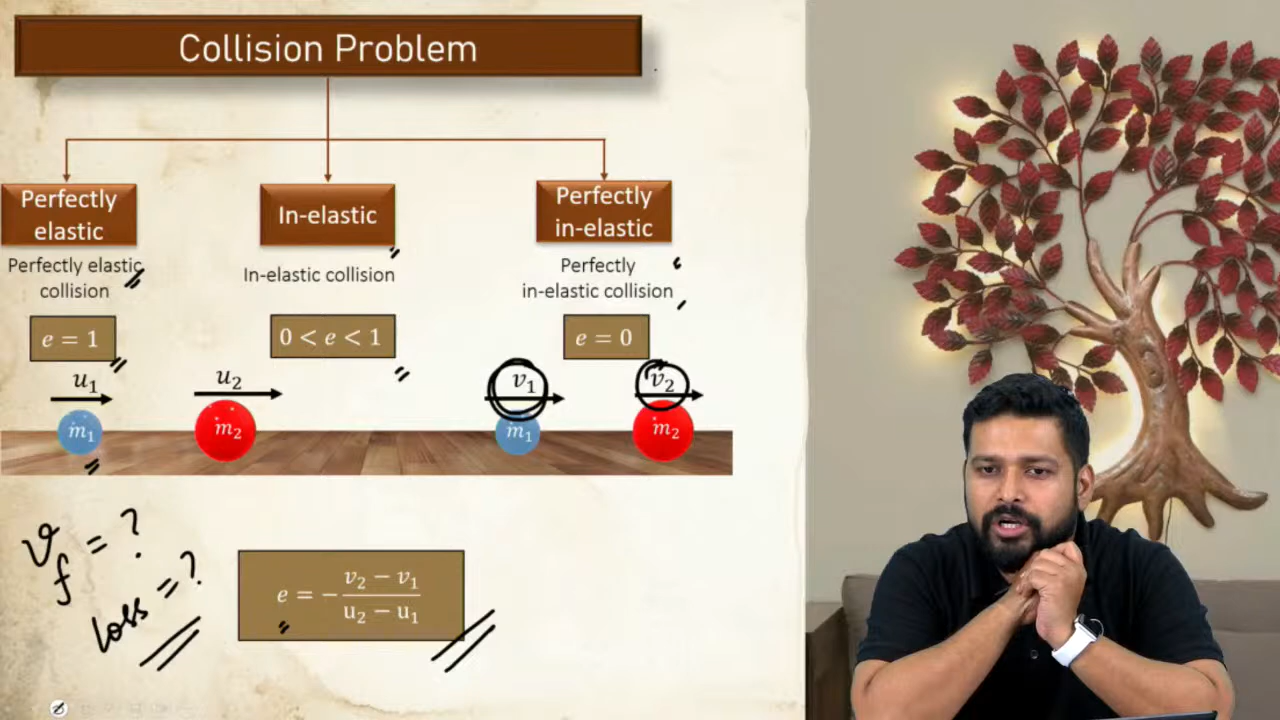 Collision Problem
Perfectly
elastic
In-elastic
Perfectly
in-elastic
Perfectly elastic
collision
In-elastic collision
Perfectly
in-elastic collision
e = 1
0 < e < 1
e = 0
u₁
u₂
v₁
v₂
m₁
m₂
m₁
m₂
v_f = ?
loss = ?
e = -(v₂ − v₁)/(u₂ − u₁)